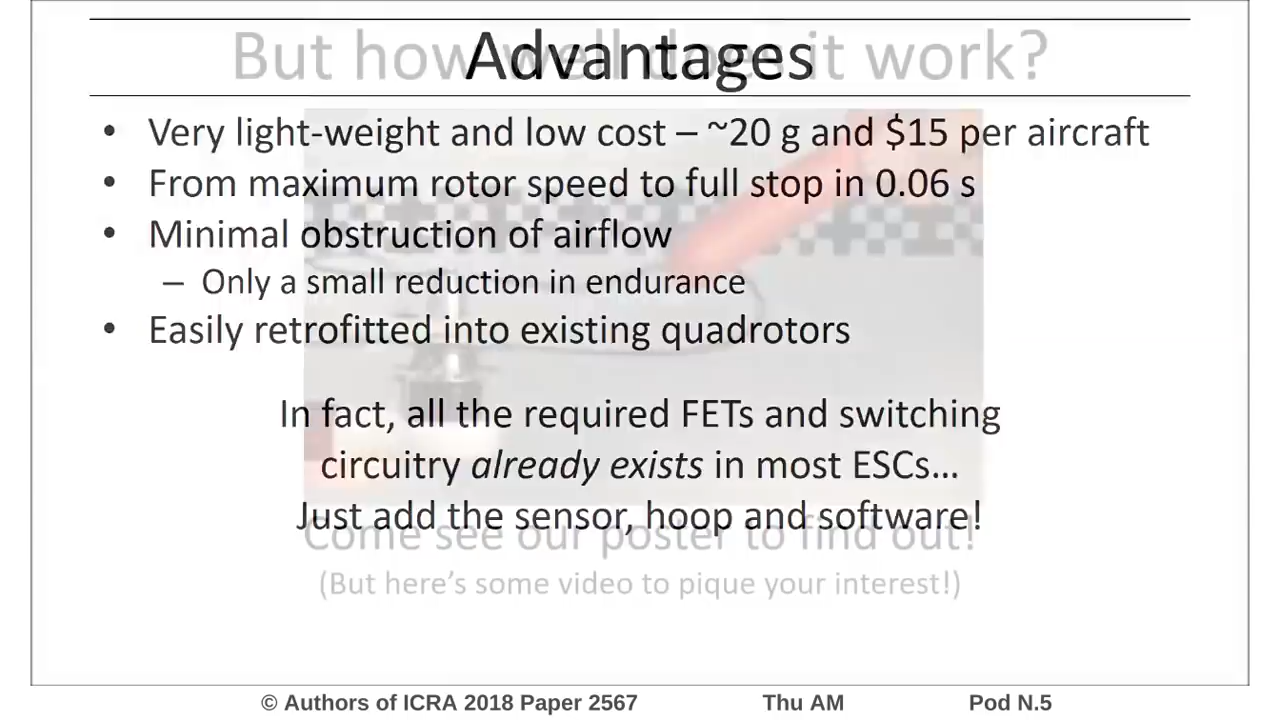 But how well does it work?
Advantages
• Very light-weight and low cost – ~20 g and $15 per aircraft
• From maximum rotor speed to full stop in 0.06 s
• Minimal obstruction of airflow
– Only a small reduction in endurance
• Easily retrofitted into existing quadrotors
In fact, all the required FETs and switching
circuitry already exists in most ESCs…
Just add the sensor, hoop and software!
Come see our poster to find out!
(But here's some video to pique your interest!)
© Authors of ICRA 2018 Paper 2567 Thu AM Pod N.5